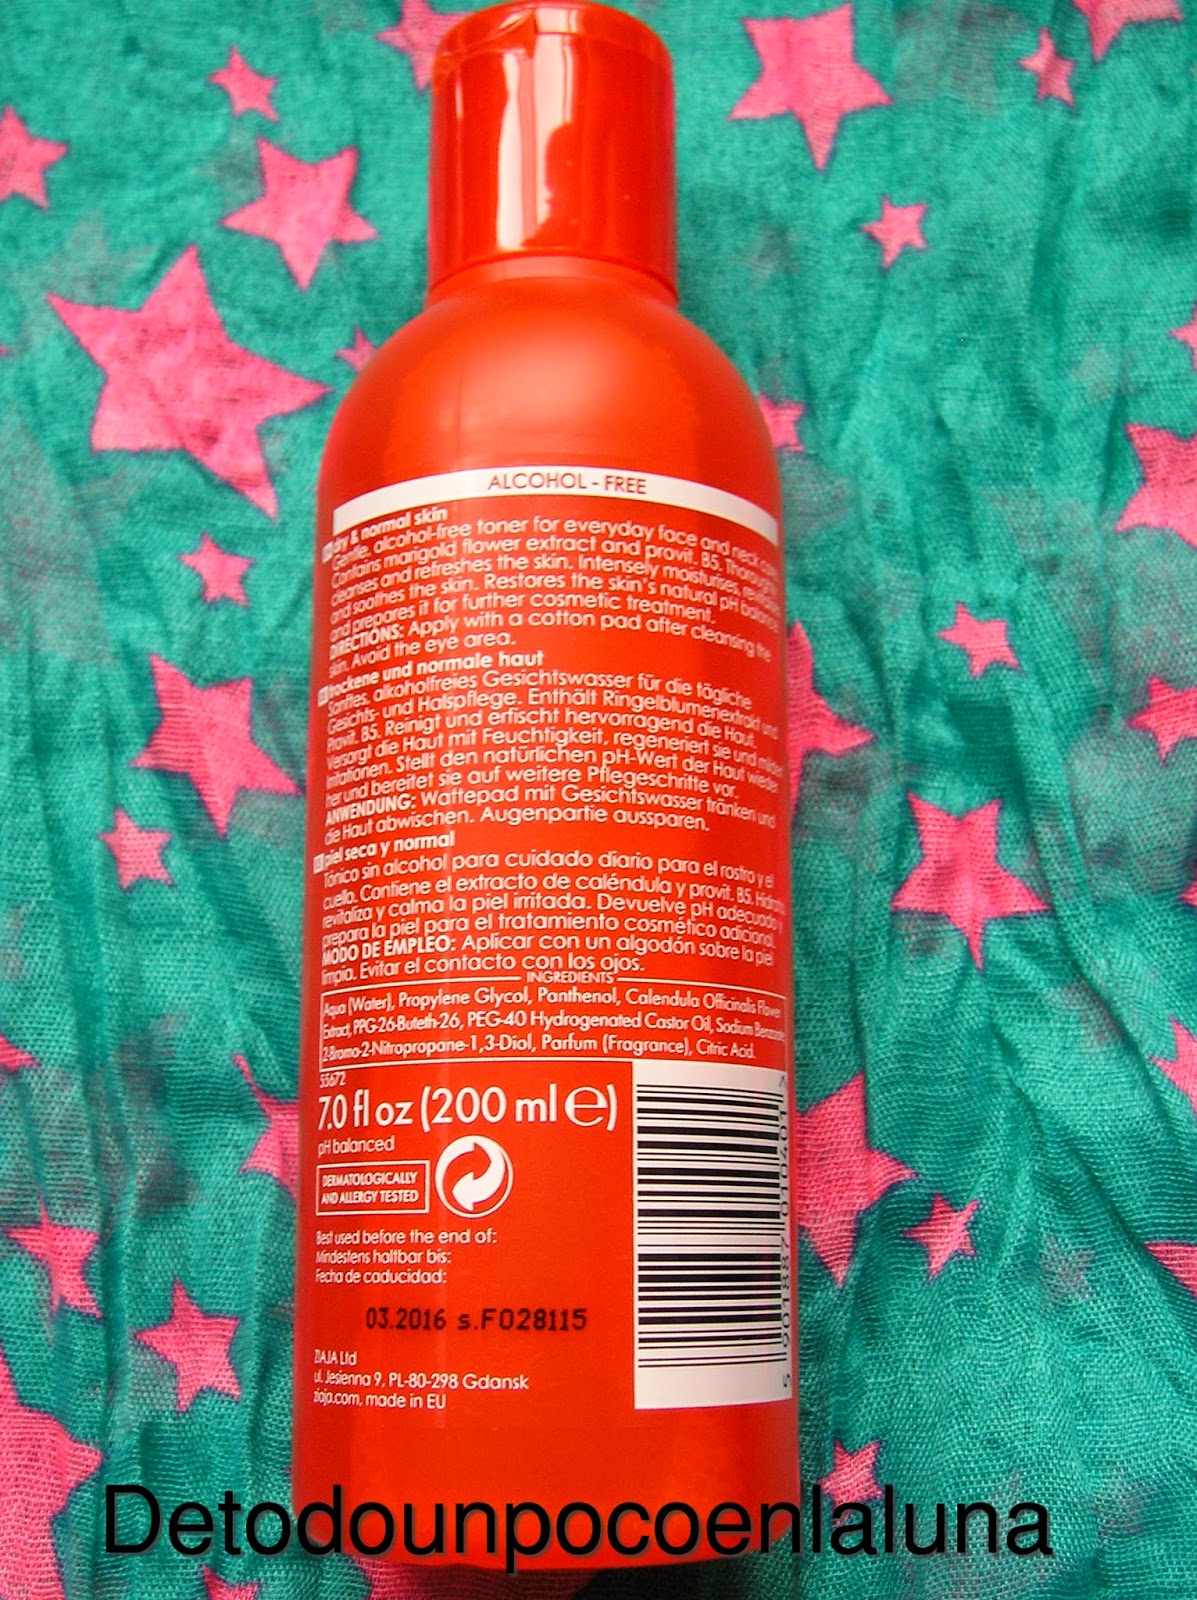 ALCOHOL - FREE
dry & normal skin
Gentle, alcohol-free toner for everyday face and neck
Contains marigold flower extract and provit. B5. Thoroughly
cleanses and refreshes the skin. Intensely moisturises,
and soothes the skin. Restores the skin's natural pH balance
and prepares it for further cosmetic treatment.
DIRECTIONS: Apply with a cotton pad after cleansing the
skin. Avoid the eye area.
trockene und normale haut
Sanftes, alkoholfreies Gesichtswasser für die tägliche
Gesichts- und Halspflege. Enthält Ringelblumenextrakt und
Provit. B5. Reinigt und erfischt hervorragend die Haut.
Versorgt die Haut mit Feuchtigkeit, regeneriert sie und
Irritationen. Stellt den natürlichen pH-Wert der Haut wieder
her und bereitet sie auf weitere Pflegeschritte vor.
ANWENDUNG: Wattepad mit Gesichtswasser tränken und
die Haut abwischen. Augenpartie aussparen.
piel seca y normal
Tónico sin alcohol para cuidado diario para el rostro y el
cuello. Contiene el extracto de caléndula y provit. B5.
revitaliza y calma la piel irritada. Devuelve pH adecuado y
prepara la piel para el tratamiento cosmético adicional.
MODO DE EMPLEO: Aplicar con un algodón sobre la piel
limpia. Evitar el contacto con los ojos.
INGREDIENTS
Aqua (Water), Propylene Glycol, Panthenol, Calendula Officinalis Flower
Extract, PPG-26-Buteth-26, PEG-40 Hydrogenated Castor Oil, Sodium Benzoate,
2-Bromo-2-Nitropropane-1,3-Diol, Parfum (Fragrance), Citric Acid.
55672
7.0 fl oz (200 ml e)
pH balanced
DERMATOLOGICALLY
AND ALLERGY TESTED
Best used before the end of:
Mindestens haltbar bis:
Fecha de caducidad:
03.2016 s.F028115
ZIAJA Ltd
ul. Jesienna 9, PL-80-298 Gdansk
ziaja.com, made in EU
5 901887 010401
Detodounpocoenlaluna